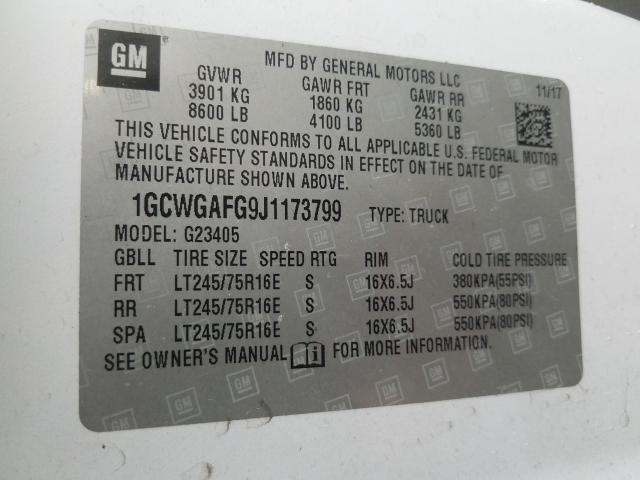 GM
MFD BY GENERAL MOTORS LLC
GVWR GAWR FRT GAWR RR 11/17
3901 KG 1860 KG 2431 KG
8600 LB 4100 LB 5360 LB
THIS VEHICLE CONFORMS TO ALL APPLICABLE U.S. FEDERAL MOTOR
VEHICLE SAFETY STANDARDS IN EFFECT ON THE DATE OF
MANUFACTURE SHOWN ABOVE.
1GCWGAFG9J1173799 TYPE: TRUCK
MODEL: G23405
GBLL TIRE SIZE SPEED RTG RIM COLD TIRE PRESSURE
FRT LT245/75R16E S 16X6.5J 380KPA(55PSI)
RR LT245/75R16E S 16X6.5J 550KPA(80PSI)
SPA LT245/75R16E S 16X6.5J 550KPA(80PSI)
SEE OWNER'S MANUAL i FOR MORE INFORMATION.